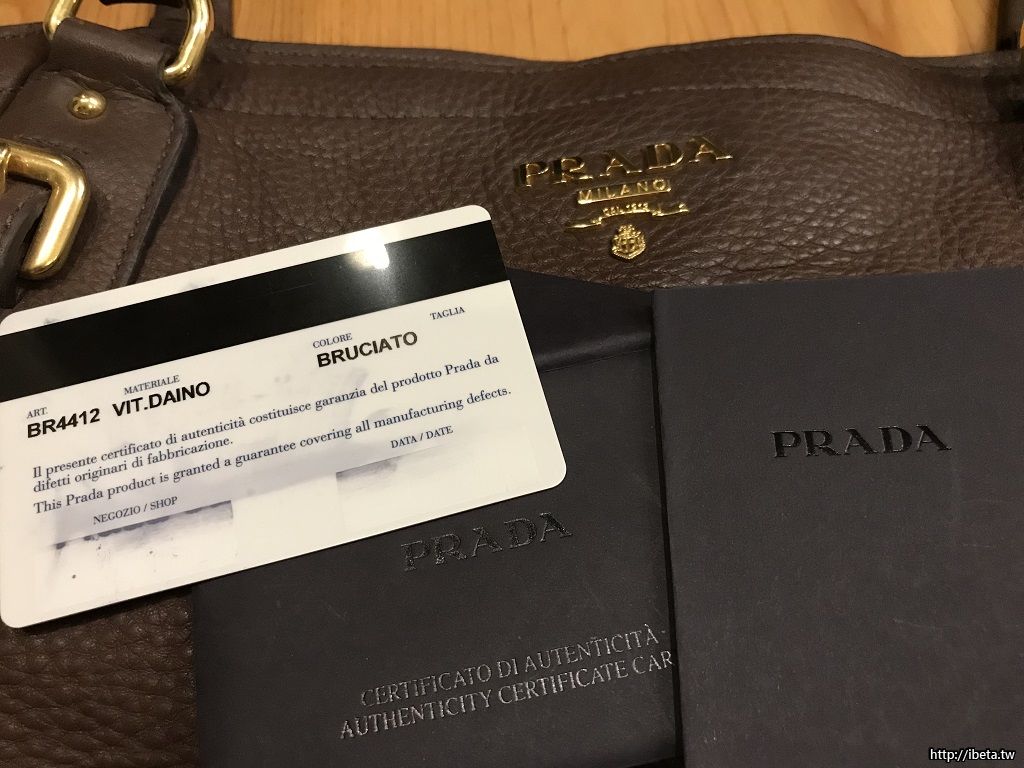 PRADA
MILANO
DAL 1913
TAGLIA
COLORE
BRUCIATO
MATERIALE
VIT.DAINO
ART.
BR4412
Il presente certificato di autenticità costituisce garanzia del prodotto Prada da
difetti originari di fabbricazione.
This Prada product is granted a guarantee covering all manufacturing defects.
NEGOZIO / SHOP
DATA / DATE
PRADA
PRADA
CERTIFICATO DI AUTENTICITÀ -
AUTHENTICITY CERTIFICATE CAR
http://ibeta.tw